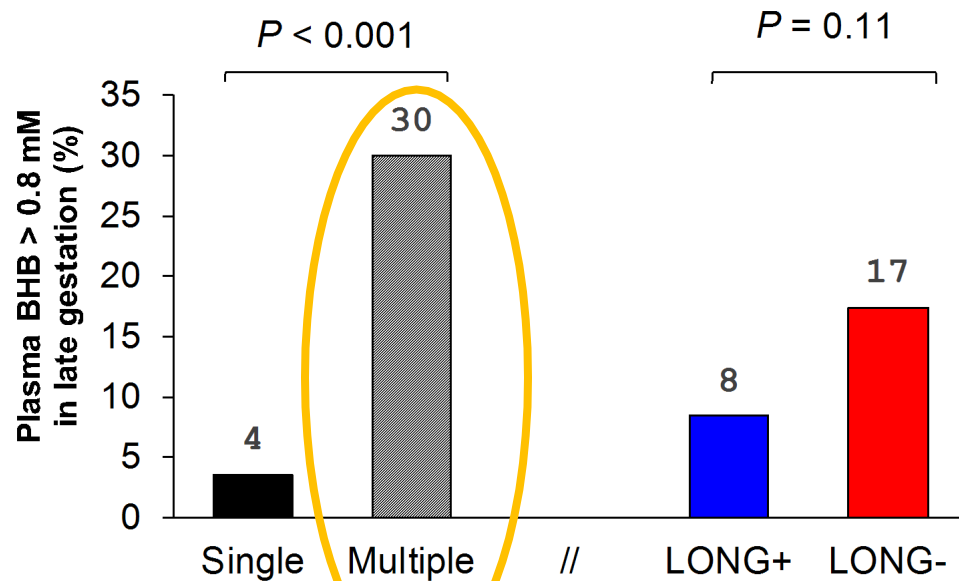 P < 0.001
P = 0.11
Plasma BHB > 0.8 mM
in late gestation (%)
35
30
25
20
15
10
5
0
4
30
8
17
Single
Multiple
//
LONG+
LONG-